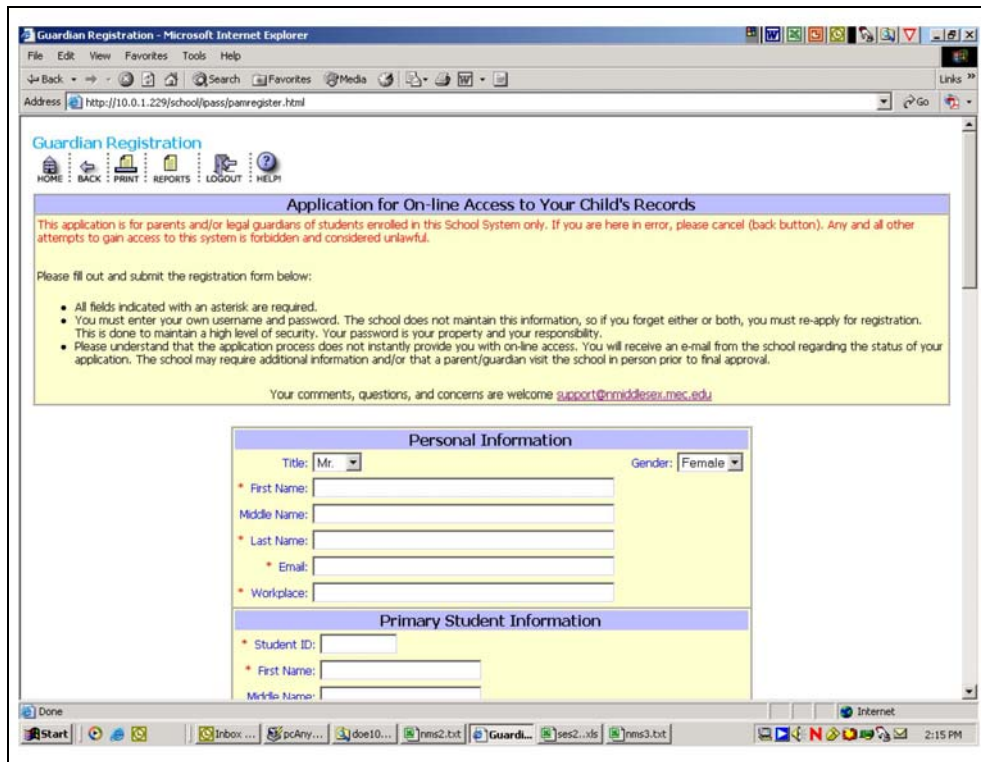 Guardian Registration - Microsoft Internet Explorer
File Edit View Favorites Tools Help
Back Search Favorites Media Links »
Address http://10.0.1.229/school/ipass/pamregister.html Go
Guardian Registration
HOME BACK PRINT REPORTS LOGOUT HELP!
Application for On-line Access to Your Child's Records
This application is for parents and/or legal guardians of students enrolled in this School System only. If you are here in error, please cancel (back button). Any and all other
attempts to gain access to this system is forbidden and considered unlawful.
Please fill out and submit the registration form below:
• All fields indicated with an asterisk are required.
• You must enter your own username and password. The school does not maintain this information, so if you forget either or both, you must re-apply for registration.
This is done to maintain a high level of security. Your password is your property and your responsibility.
• Please understand that the application process does not instantly provide you with on-line access. You will receive an e-mail from the school regarding the status of your
application. The school may require additional information and/or that a parent/guardian visit the school in person prior to final approval.
Your comments, questions, and concerns are welcome support@nmiddlesex.mec.edu
Personal Information
Title: Mr. Gender: Female
* First Name:
Middle Name:
* Last Name:
* Email:
* Workplace:
Primary Student Information
* Student ID:
* First Name:
Middle Name:
Done Internet
Start Inbox ... pcAny... doe10... nms2.txt Guardi... ses2...xls nms3.txt 2:15 PM